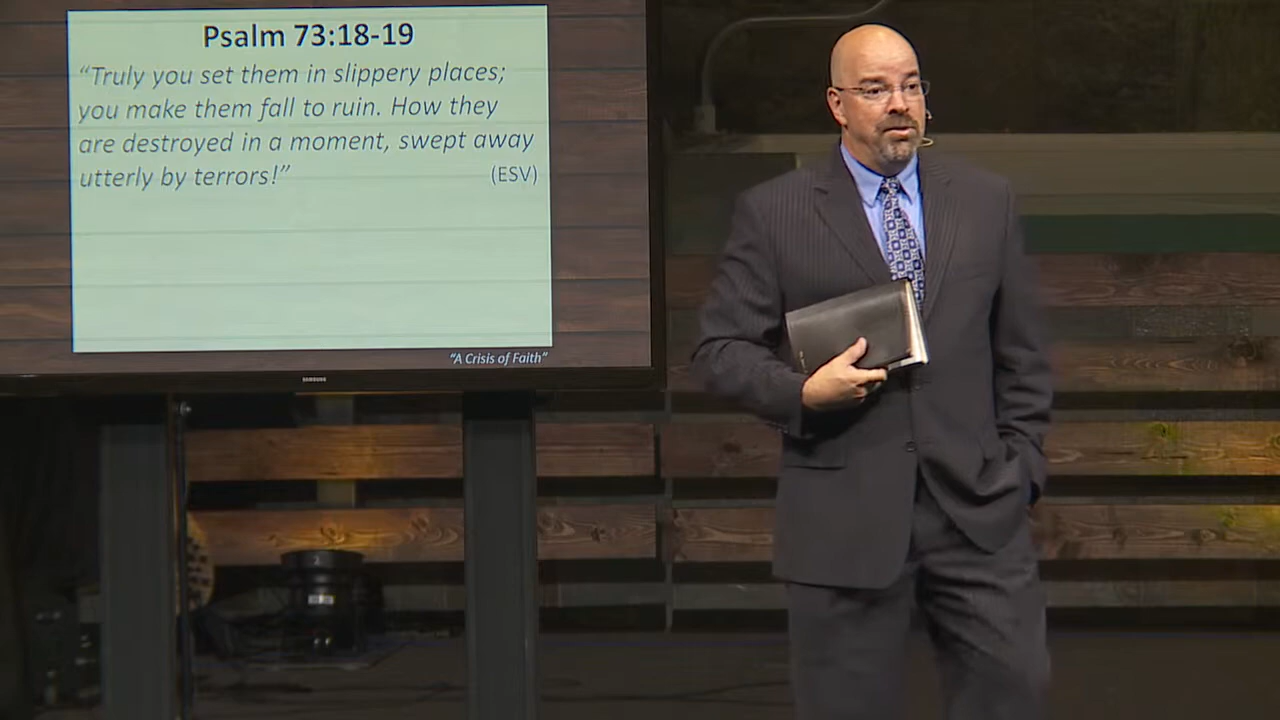 Psalm 73:18-19
“Truly you set them in slippery places;
you make them fall to ruin. How they
are destroyed in a moment, swept away
utterly by terrors!” (ESV)
“A Crisis of Faith”
SAMSUNG